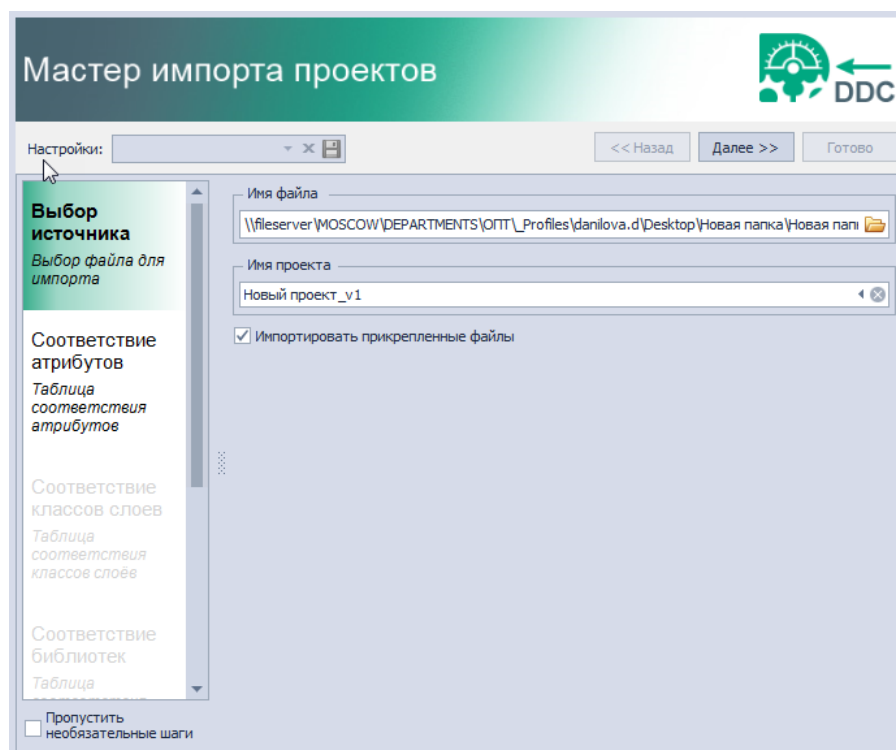 Мастер импорта проектов
DDC
Настройки:
<< Назад
Далее >>
Готово
Выбор
источника
Выбор файла для
импорта
Соответствие
атрибутов
Таблица
соответствия
атрибутов
Соответствие
классов слоев
Таблица
соответствия
классов слоёв
Соответствие
библиотек
Таблица
Пропустить
необязательные шаги
Имя файла
\\fileserver\MOSCOW\DEPARTMENTS\ОПТ\_Profiles\danilova.d\Desktop\Новая папка\Новая
Имя проекта
Новый проект_v1
Импортировать прикрепленные файлы